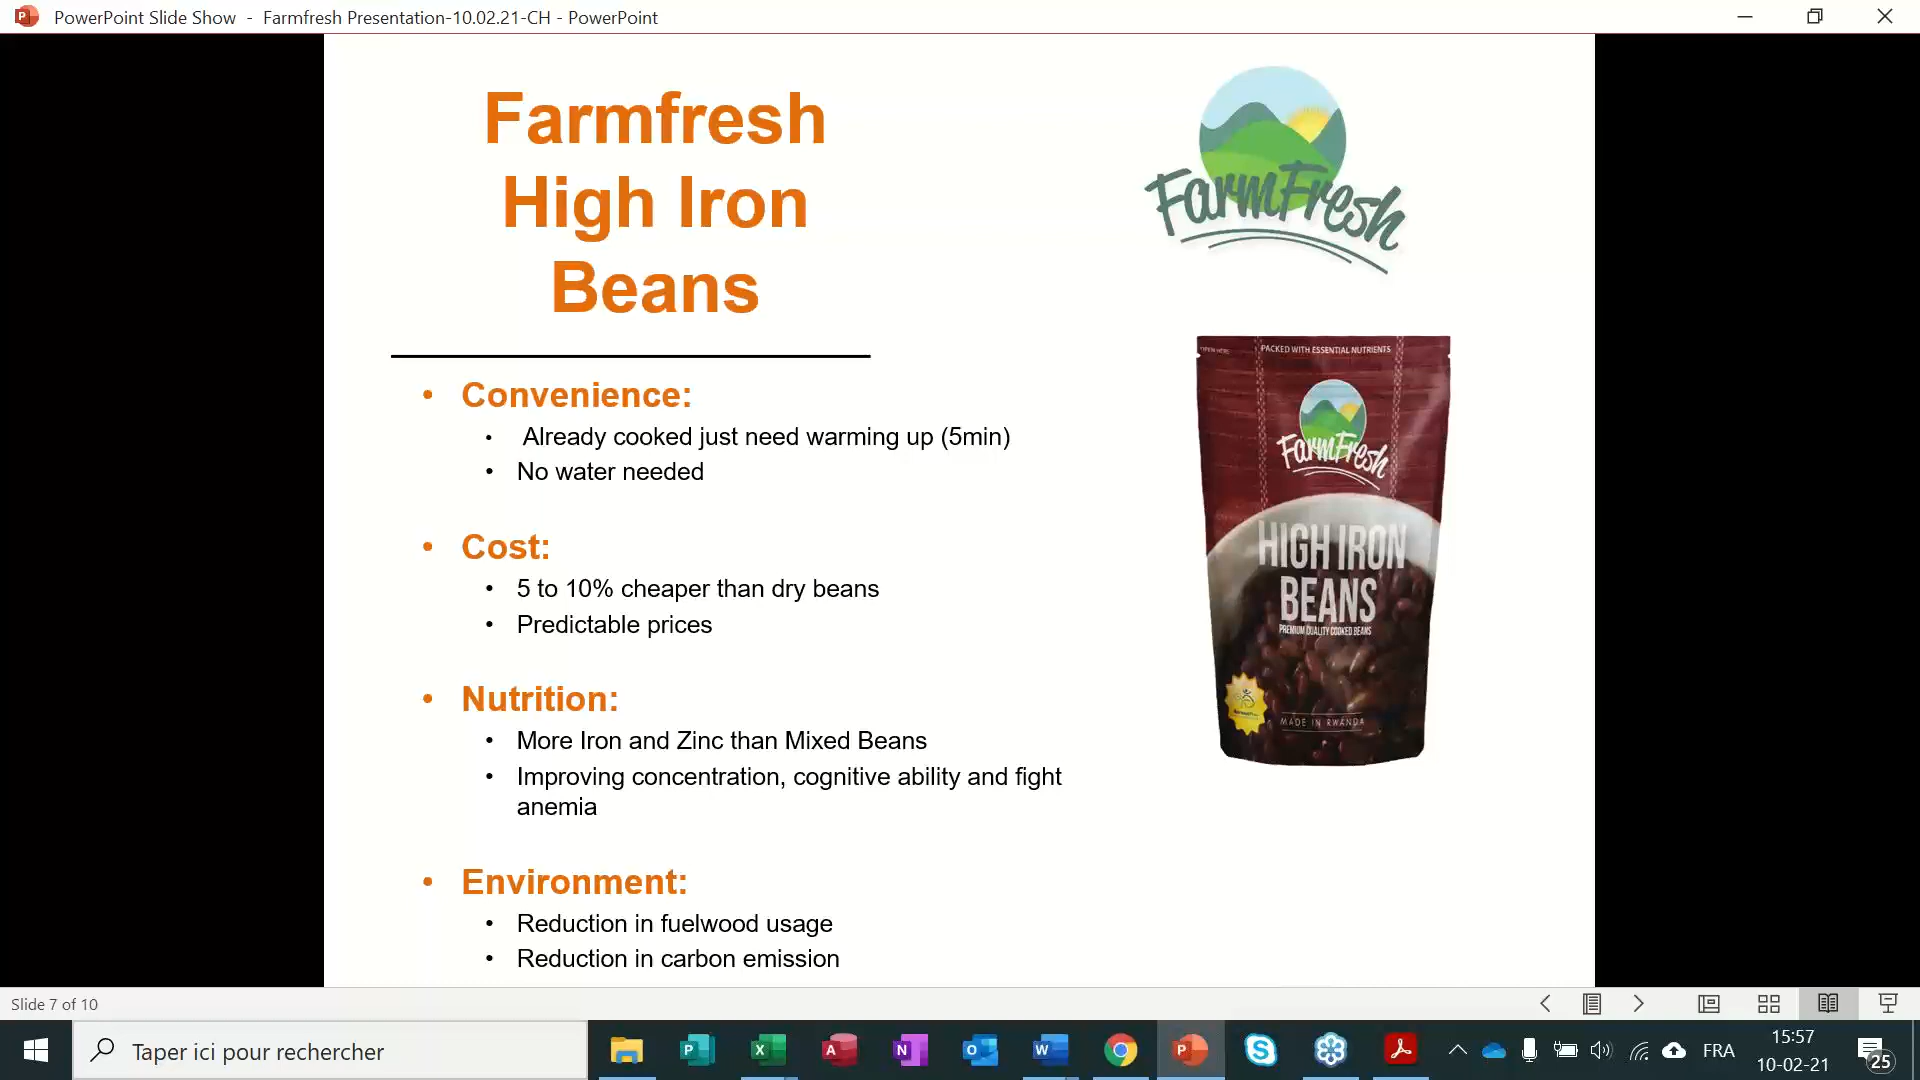 PowerPoint Slide Show - Farmfresh Presentation-10.02.21-CH - PowerPoint
Farmfresh
High Iron
Beans
FarmFresh
• Convenience:
• Already cooked just need warming up (5min)
• No water needed
• Cost:
• 5 to 10% cheaper than dry beans
• Predictable prices
• Nutrition:
• More Iron and Zinc than Mixed Beans
• Improving concentration, cognitive ability and fight
anemia
• Environment:
• Reduction in fuelwood usage
• Reduction in carbon emission
OPEN HERE
PACKED WITH ESSENTIAL NUTRIENTS
FarmFresh
HIGH IRON
BEANS
PREMIUM QUALITY COOKED BEANS
MADE IN RWANDA
Slide 7 of 10
Taper ici pour rechercher
FRA
15:57
10-02-21
25